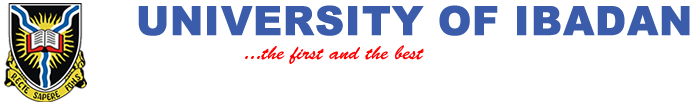 UNIVERSITY OF IBADAN
...the first and the best
RECTE SAPERE FONS